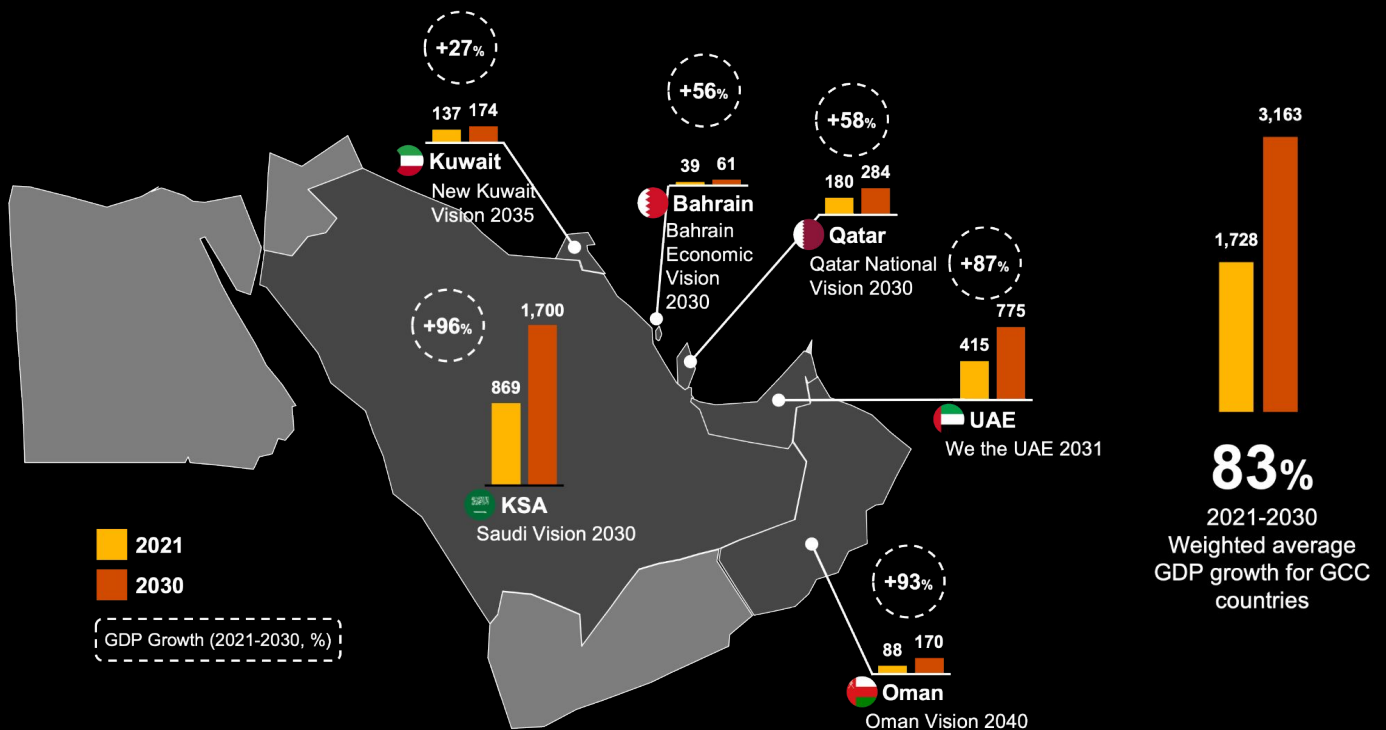 +27%
137 174
Kuwait
New Kuwait
Vision 2035
+56%
39 61
Bahrain
Bahrain
Economic
Vision
2030
+58%
180 284
Qatar
Qatar National
Vision 2030
+87%
415 775
UAE
We the UAE 2031
+96%
869 1,700
KSA
Saudi Vision 2030
+93%
88 170
Oman
Oman Vision 2040
2021
2030
GDP Growth (2021-2030, %)
1,728 3,163
83%
2021-2030
Weighted average
GDP growth for GCC
countries